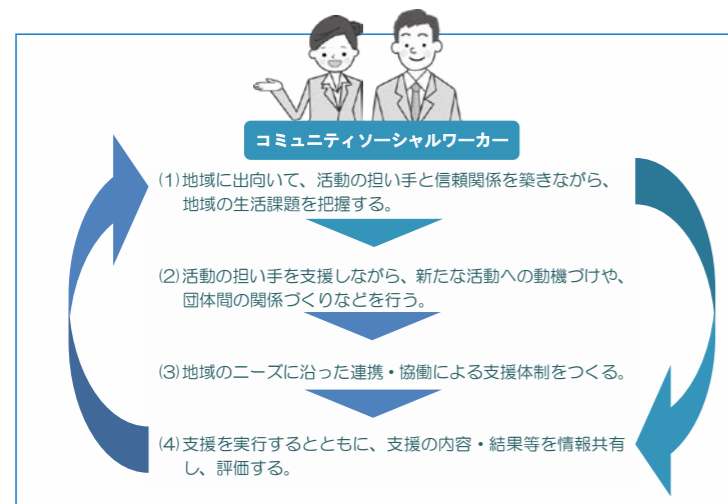 コミュニティソーシャルワーカー
(1)地域に出向いて、活動の担い手と信頼関係を築きながら、
地域の生活課題を把握する。
(2)活動の担い手を支援しながら、新たな活動への動機づけや、
団体間の関係づくりなどを行う。
(3)地域のニーズに沿った連携・協働による支援体制をつくる。
(4)支援を実行するとともに、支援の内容・結果等を情報共有
し、評価する。